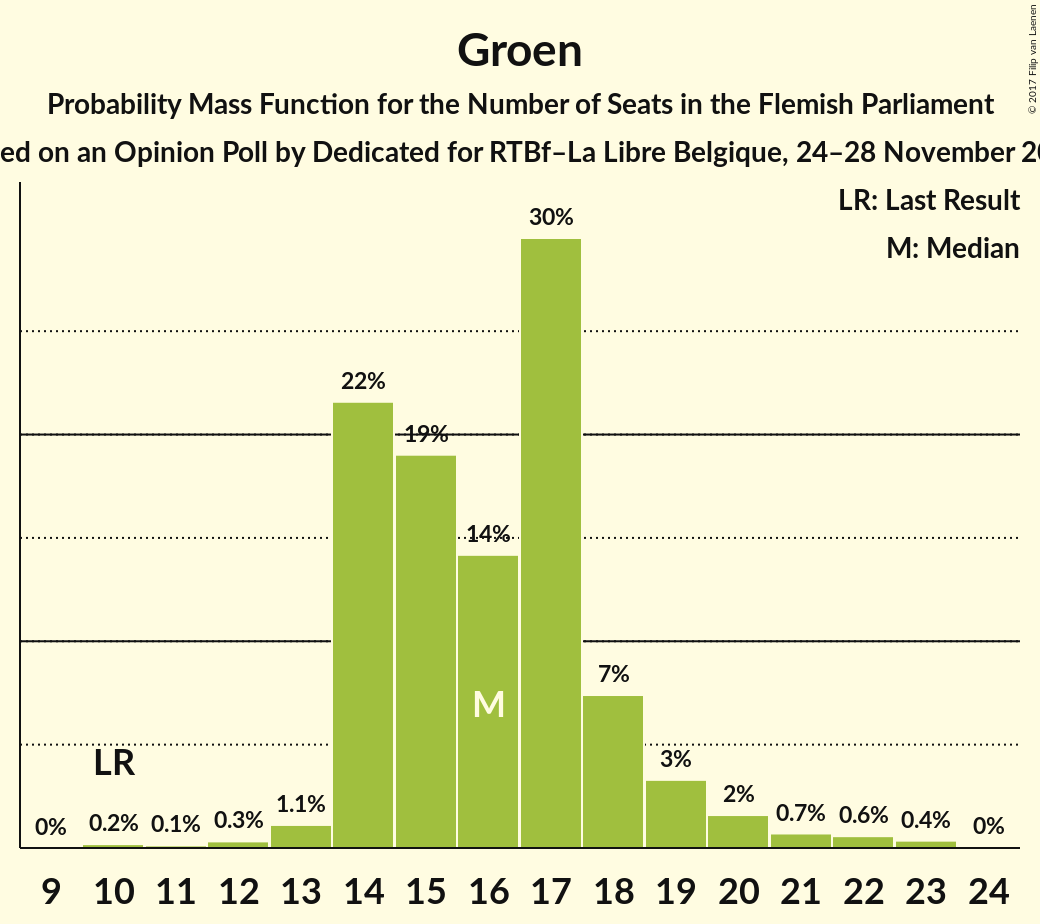 Groen
Probability Mass Function for the Number of Seats in the Flemish Parliament
ed on an Opinion Poll by Dedicated for RTBf–La Libre Belgique, 24–28 November 20
© 2017 Filip van Laenen
LR: Last Result
M: Median
30%
22%
19%
14%
7%
3%
2%
1.1%
0.7%
0.6%
0.4%
0.3%
0.2%
0.1%
0%
0%
M
LR
9 10 11 12 13 14 15 16 17 18 19 20 21 22 23 24